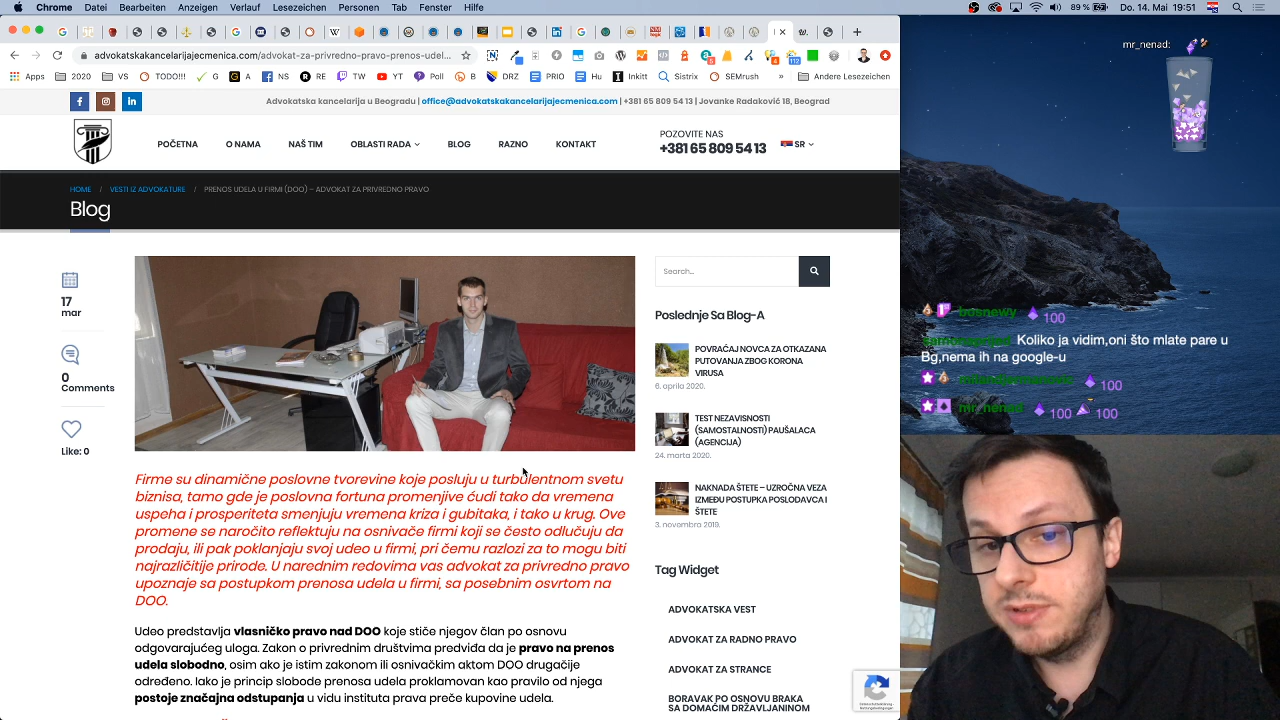 Chrome File Edit View History Bookmarks People Tab Window Help
advokatskakancelarijajecmenica.com/advokat-za-privredno-pravo-prenos-udel...
Apps 2020 VS TODO!!! G A NS RE TW YT Poll B DRZ PRIO Hu Inkitt Sistrix SEMrush » Andere Lesezeichen
Advokatska kancelarija u Beogradu | office@advokatskakancelarijajecmenica.com | +381 65 809 54 13 | Jovanke Radaković 18, Beograd
POČETNA O NAMA NAŠ TIM OBLASTI RADA BLOG RAZNO KONTAKT
POZOVITE NAS
+381 65 809 54 13
SR
HOME / VESTI IZ ADVOKATURE / PRENOS UDELA U FIRMI (DOO) – ADVOKAT ZA PRIVREDNO PRAVO
Blog
17
mar
0
Comments
Like: 0
Firme su dinamične poslovne tvorevine koje posluju u turbulentnom svetu
biznisa, tamo gde je poslovna fortuna promenjive ćudi tako da vremena
uspeha i prosperiteta smenjuju vremena kriza i gubitaka, i tako u krug. Ove
promene se naročito reflektuju na osnivače firmi koji se često odlučuju da
prodaju, ili pak poklanjaju svoj udeo u firmi, pri čemu razlozi za to mogu biti
najrazličitije prirode. U narednim redovima vas advokat za privredno pravo
upoznaje sa postupkom prenosa udela u firmi, sa posebnim osvrtom na
DOO.
Udeo predstavlja vlasničko pravo nad DOO koje stiče njegov član po osnovu
odgovarajućeg uloga. Zakon o privrednim društvima predviđa da je pravo na prenos
udela slobodno, osim ako je istim zakonom ili osnivačkim aktom DOO drugačije
određeno. Iako je princip slobode prenosa udela proklamovan kao pravilo od njega
postoje značajna odstupanja u vidu instituta prava preče kupovine udela.
Search...
Poslednje Sa Blog-A
POVRAĆAJ NOVCA ZA OTKAZANA
PUTOVANJA ZBOG KORONA
VIRUSA
6. aprila 2020.
TEST NEZAVISNOSTI
(SAMOSTALNOSTI) PAUŠALACA
(AGENCIJA)
24. marta 2020.
NAKNADA ŠTETE – UZROČNA VEZA
IZMEĐU POSTUPKA POSLODAVCA I
ŠTETE
3. novembra 2019.
Tag Widget
ADVOKATSKA VEST
ADVOKAT ZA RADNO PRAVO
ADVOKAT ZA STRANCE
BORAVAK PO OSNOVU BRAKA
SA DOMAĆIM DRŽAVLJANINOM
mr_nenad:
bosnewy 100
Koliko ja vidim,oni što mlate pare u
Bg,nema ih na google-u
100
mr_nenad 100 100